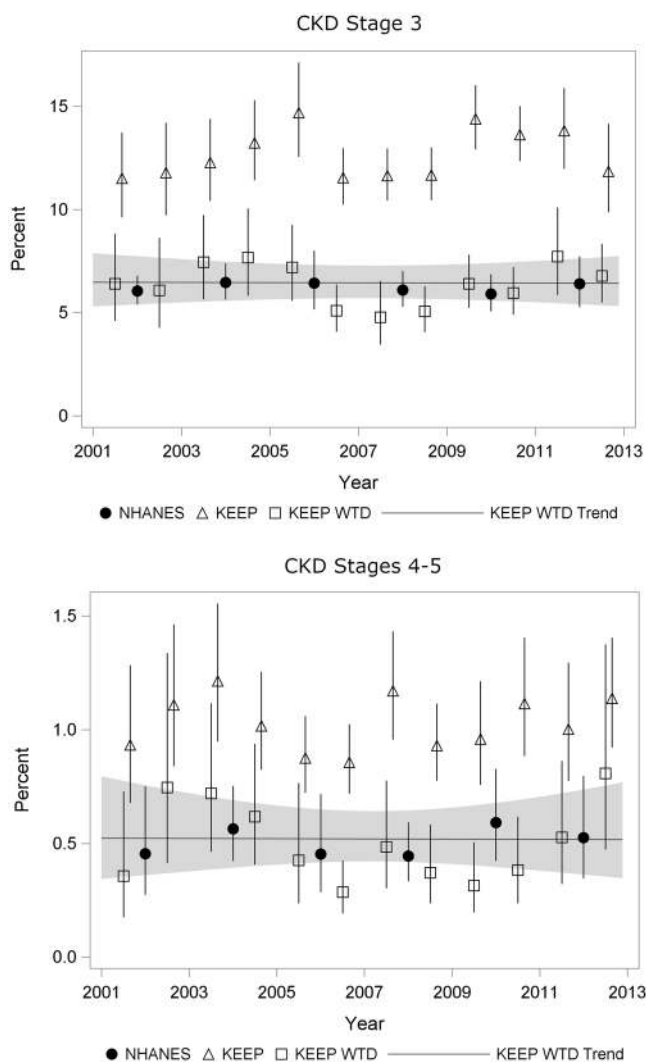 CKD Stage 3
15
10
5
0
Percent
2001 2003 2005 2007 2009 2011 2013
Year
NHANES KEEP KEEP WTD KEEP WTD Trend
CKD Stages 4-5
1.5
1.0
0.5
0.0
Percent
2001 2003 2005 2007 2009 2011 2013
Year
NHANES KEEP KEEP WTD KEEP WTD Trend